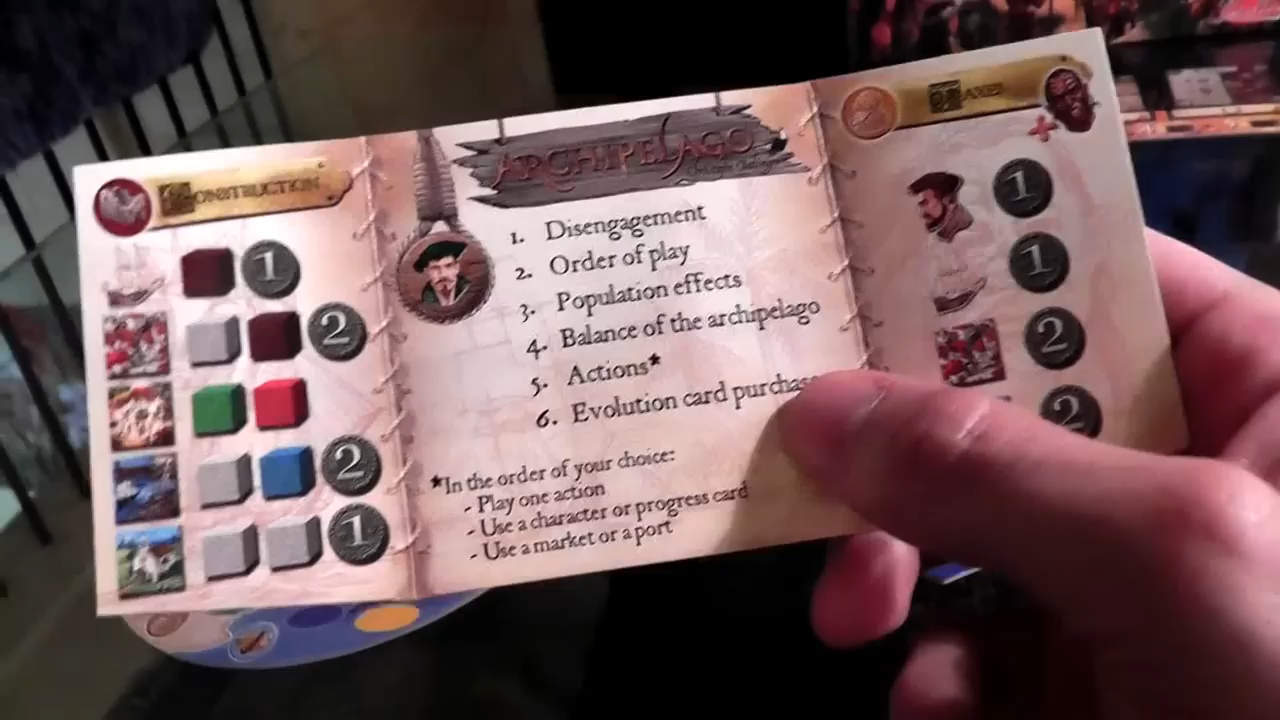 CONSTRUCTION
1
2
2
1
ARCHIPELAGO
1. Disengagement
2. Order of play
3. Population effects
4. Balance of the archipelago
5. Actions*
6. Evolution card purchase
*In the order of your choice:
- Play one action
- Use a character or progress card
- Use a market or a port
TAXES
1
1
2
2